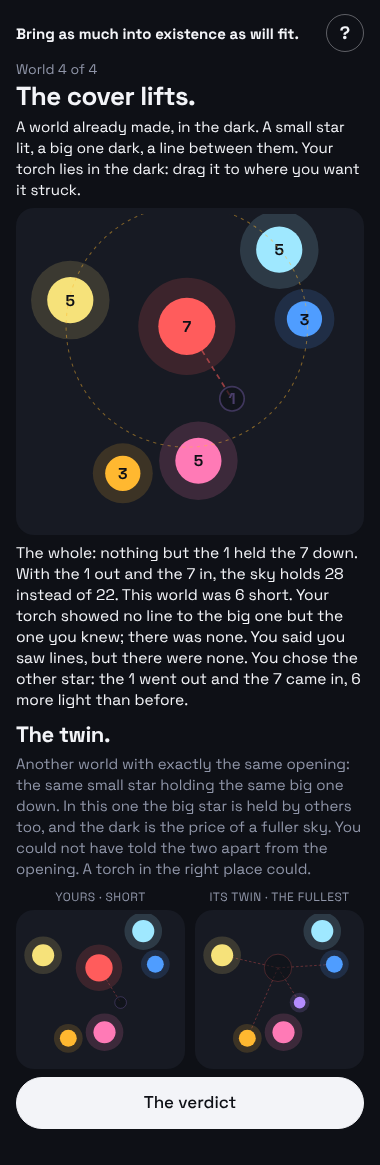 Bring as much into existence as will fit.
?
World 4 of 4
The cover lifts.
A world already made, in the dark. A small star
lit, a big one dark, a line between them. Your
torch lies in the dark: drag it to where you want
it struck.
5
5
3
7
1
5
3
The whole: nothing but the 1 held the 7 down.
With the 1 out and the 7 in, the sky holds 28
instead of 22. This world was 6 short. Your
torch showed no line to the big one but the
one you knew; there was none. You said you
saw lines, but there were none. You chose the
other star: the 1 went out and the 7 came in, 6
more light than before.
The twin.
Another world with exactly the same opening:
the same small star holding the same big one
down. In this one the big star is held by others
too, and the dark is the price of a fuller sky. You
could not have told the two apart from the
opening. A torch in the right place could.
YOURS · SHORT
ITS TWIN · THE FULLEST
The verdict